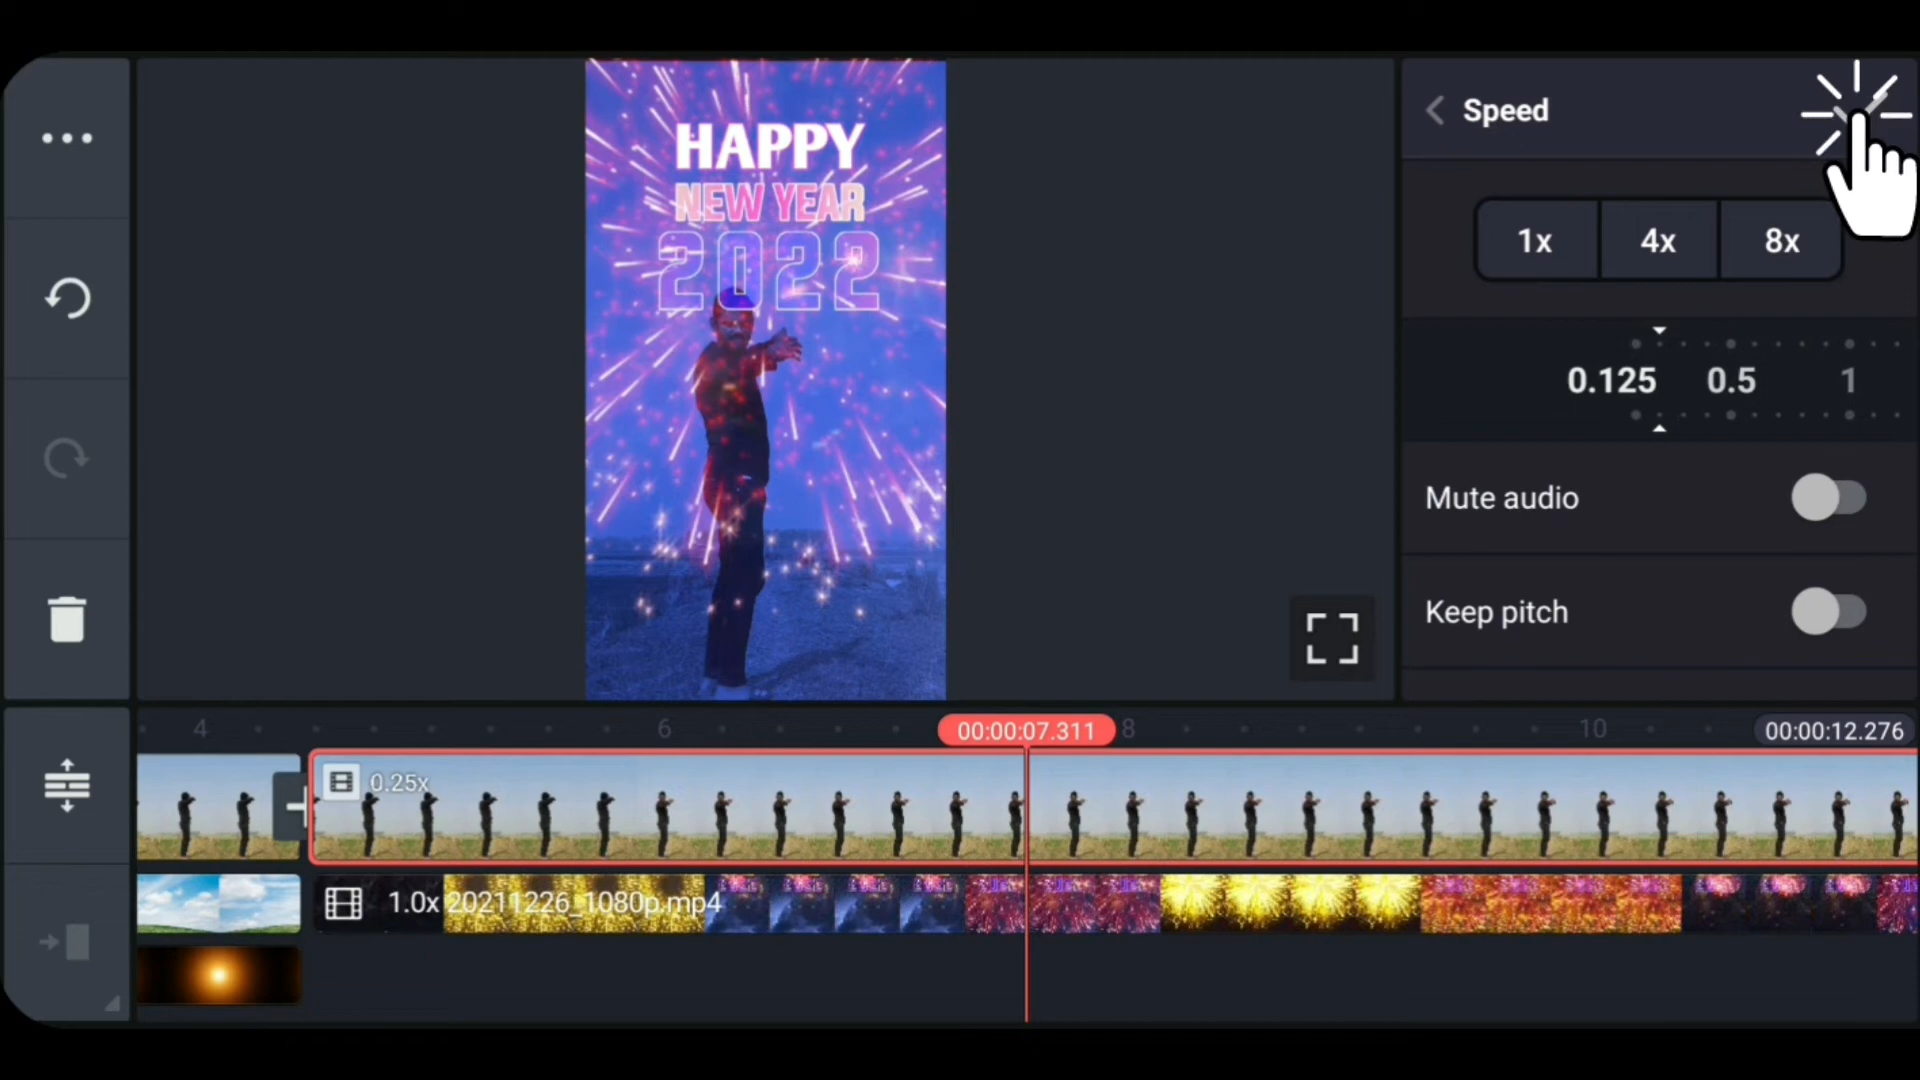 Speed
HAPPY
NEW YEAR
2022
1x 4x 8x
0.125 0.5 1
Mute audio
Keep pitch
4 6 00:00:07.311 8 10 00:00:12.276
0.25x
1.0x 20211226_1080p.mp4